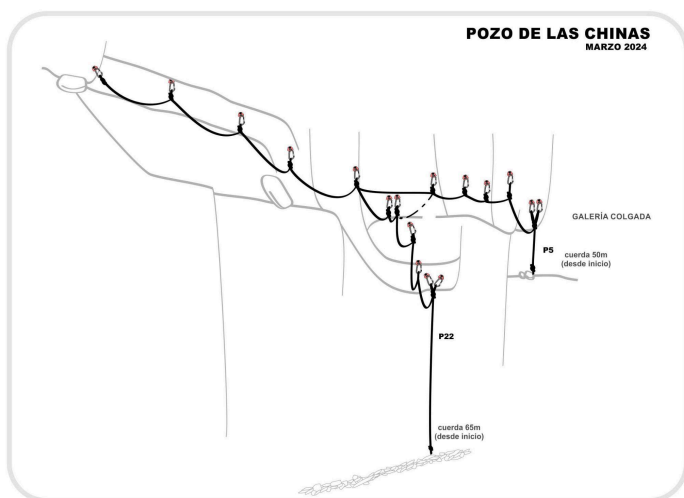 POZO DE LAS CHINAS
MARZO 2024
GALERÍA COLGADA
P5
cuerda 50m
(desde inicio)
P22
cuerda 65m
(desde inicio)